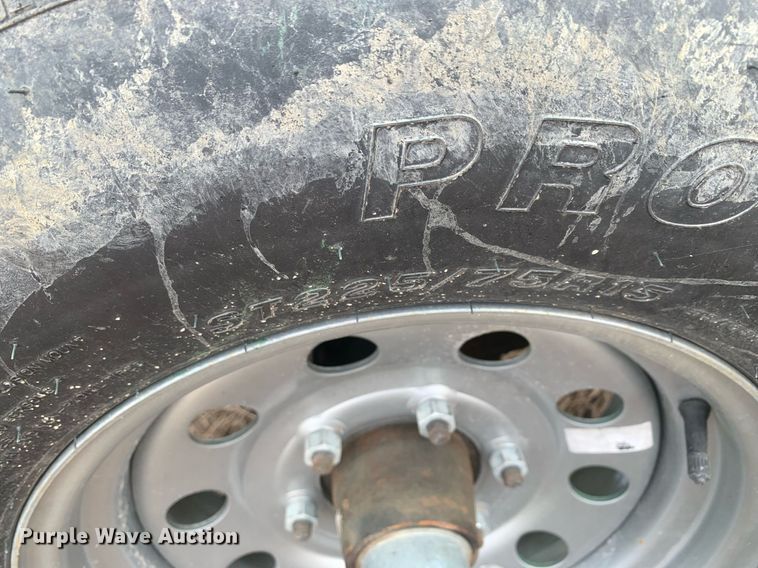 PRO
ST225/75R15
Purple Wave Auction